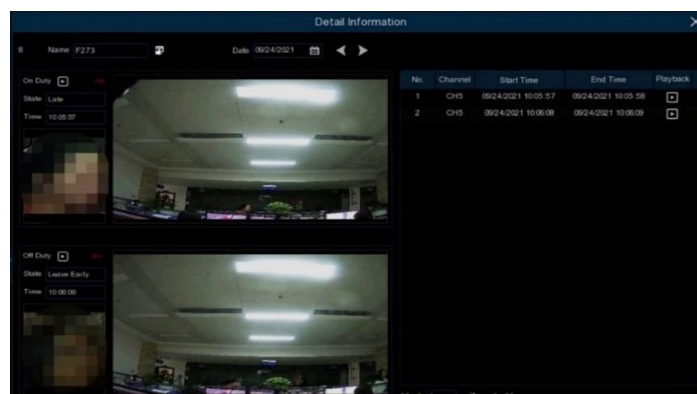 Detail Information
8 Name F273 Date 09/24/2021
On Duty
State Late
Time 10:05:57
Off Duty
State Leave Early
Time 10:06:09
No. Channel Start Time End Time Playback
1 CH5 09/24/2021 10:05:57 09/24/2021 10:05:58
2 CH5 09/24/2021 10:06:08 09/24/2021 10:06:09